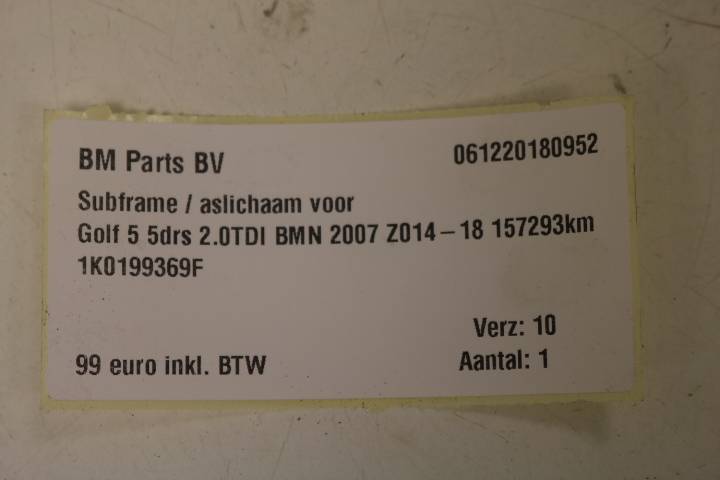 BM Parts BV 061220180952
Subframe / aslichaam voor
Golf 5 5drs 2.0TDI BMN 2007 Z014-18 157293km
1K0199369F
Verz: 10
99 euro inkl. BTW Aantal: 1